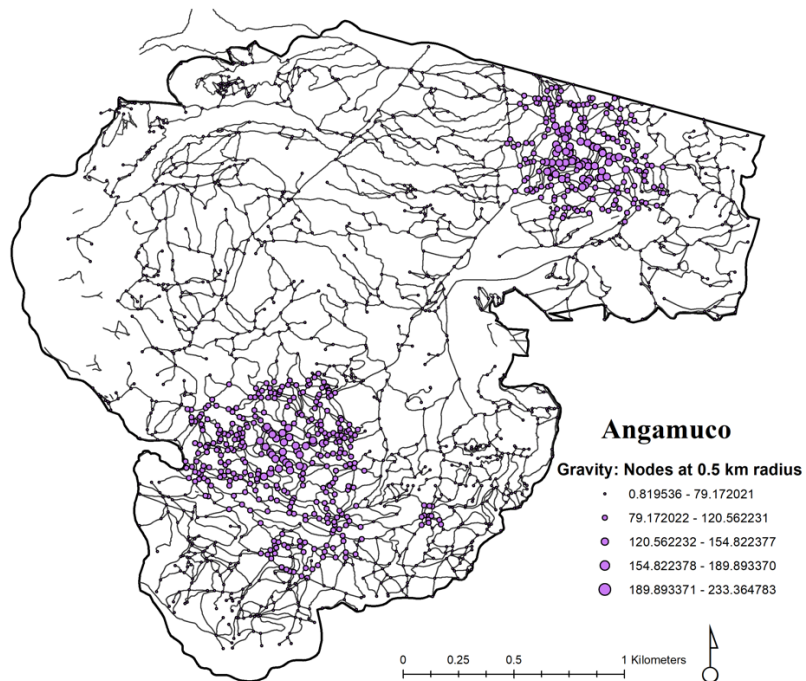 Angamuco
Gravity: Nodes at 0.5 km radius
0.819536 - 79.172021
79.172022 - 120.562231
120.562232 - 154.822377
154.822378 - 189.893370
189.893371 - 233.364783
0 0.25 0.5 1 Kilometers